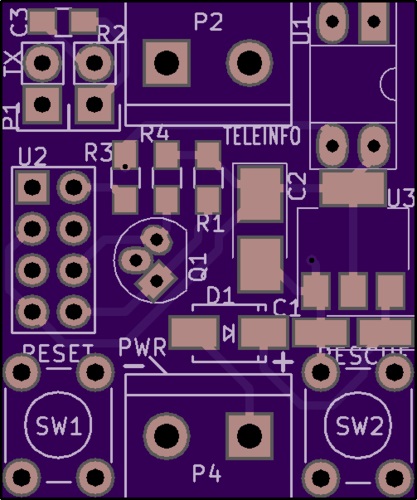 C3
R2
P2
U1
TX
P1
R4
TELEINFO
R3
U2
C2
U3
R1
Q1
D1
C1
RESET
PWR
- +
RESCUE
SW1
SW2
P4